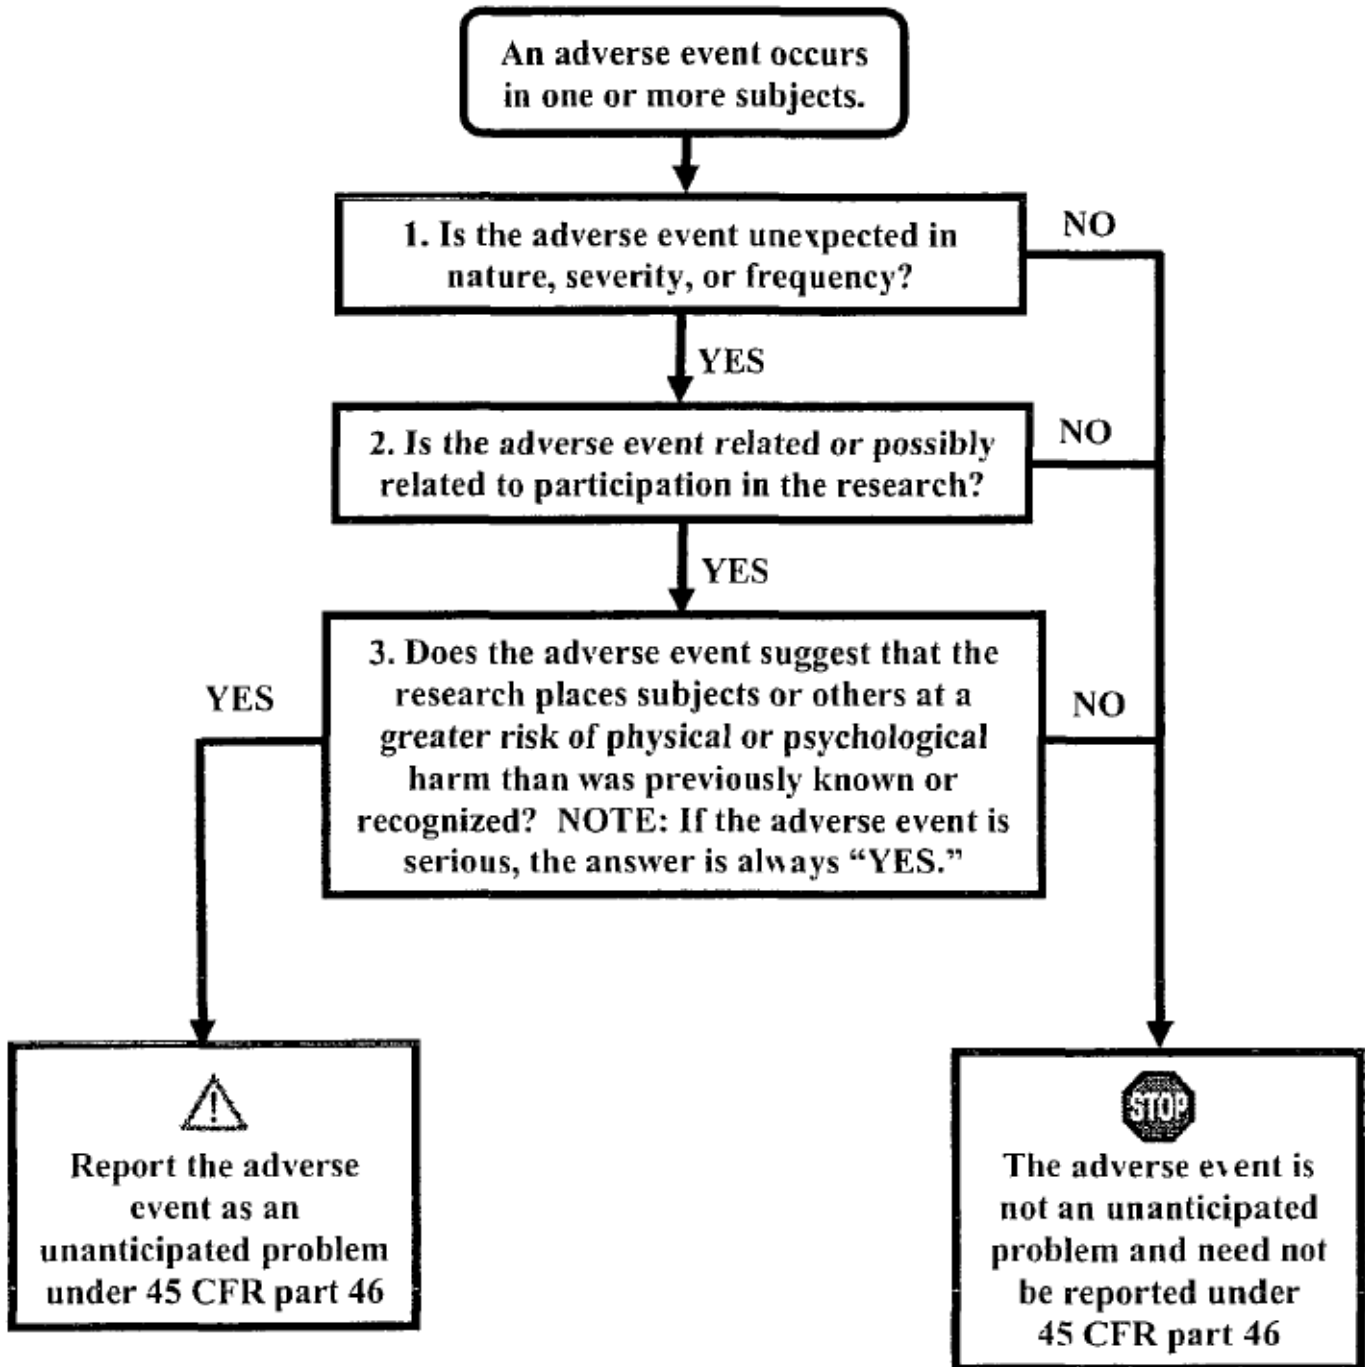 An adverse event occurs
in one or more subjects.
1. Is the adverse event unexpected in
nature, severity, or frequency?
NO
YES
2. Is the adverse event related or possibly
related to participation in the research?
NO
YES
3. Does the adverse event suggest that the
research places subjects or others at a
greater risk of physical or psychological
harm than was previously known or
recognized? NOTE: If the adverse event is
serious, the answer is always “YES.”
YES
NO
Report the adverse
event as an
unanticipated problem
under 45 CFR part 46
STOP
The adverse event is
not an unanticipated
problem and need not
be reported under
45 CFR part 46